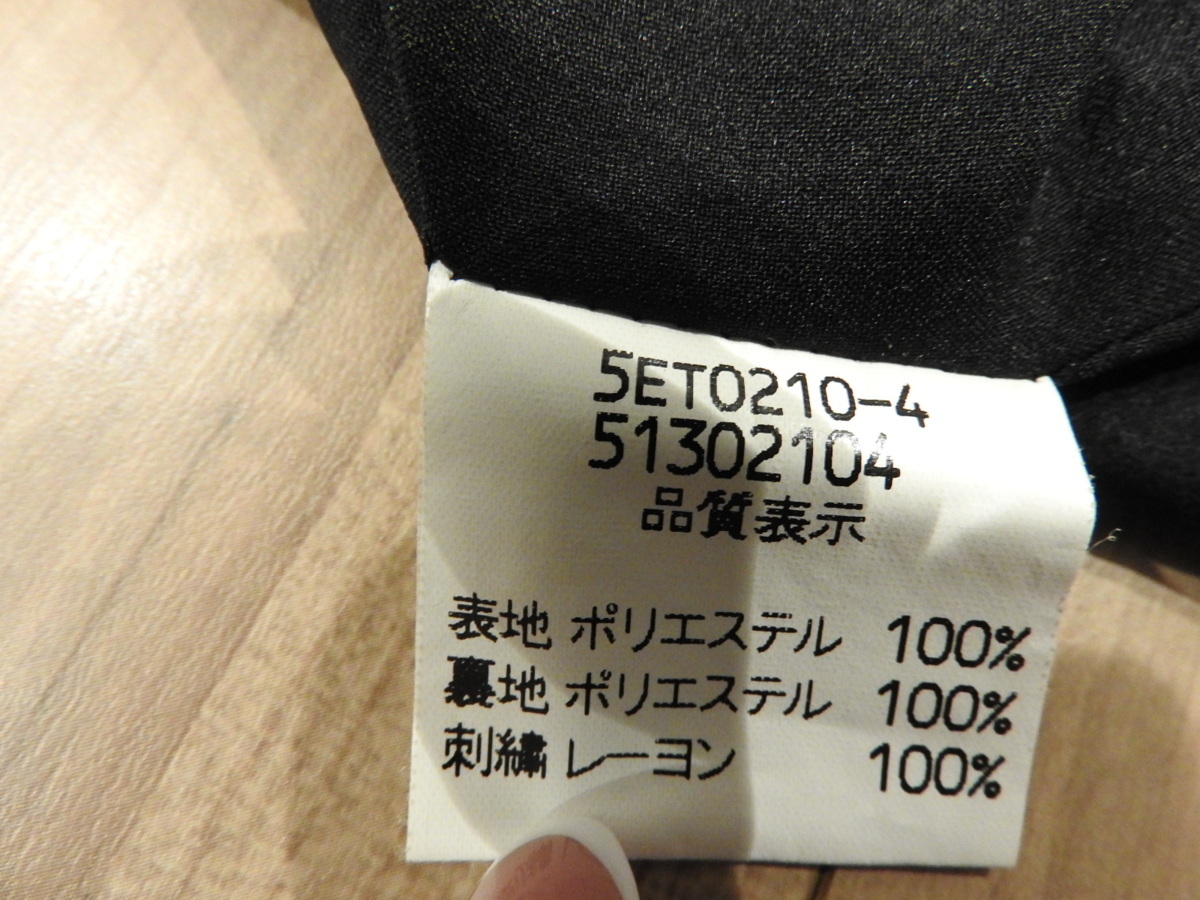 5ET0210-4
51302104
品質表示
表地 ポリエステル 100%
裏地 ポリエステル 100%
刺繍 レーヨン 100%